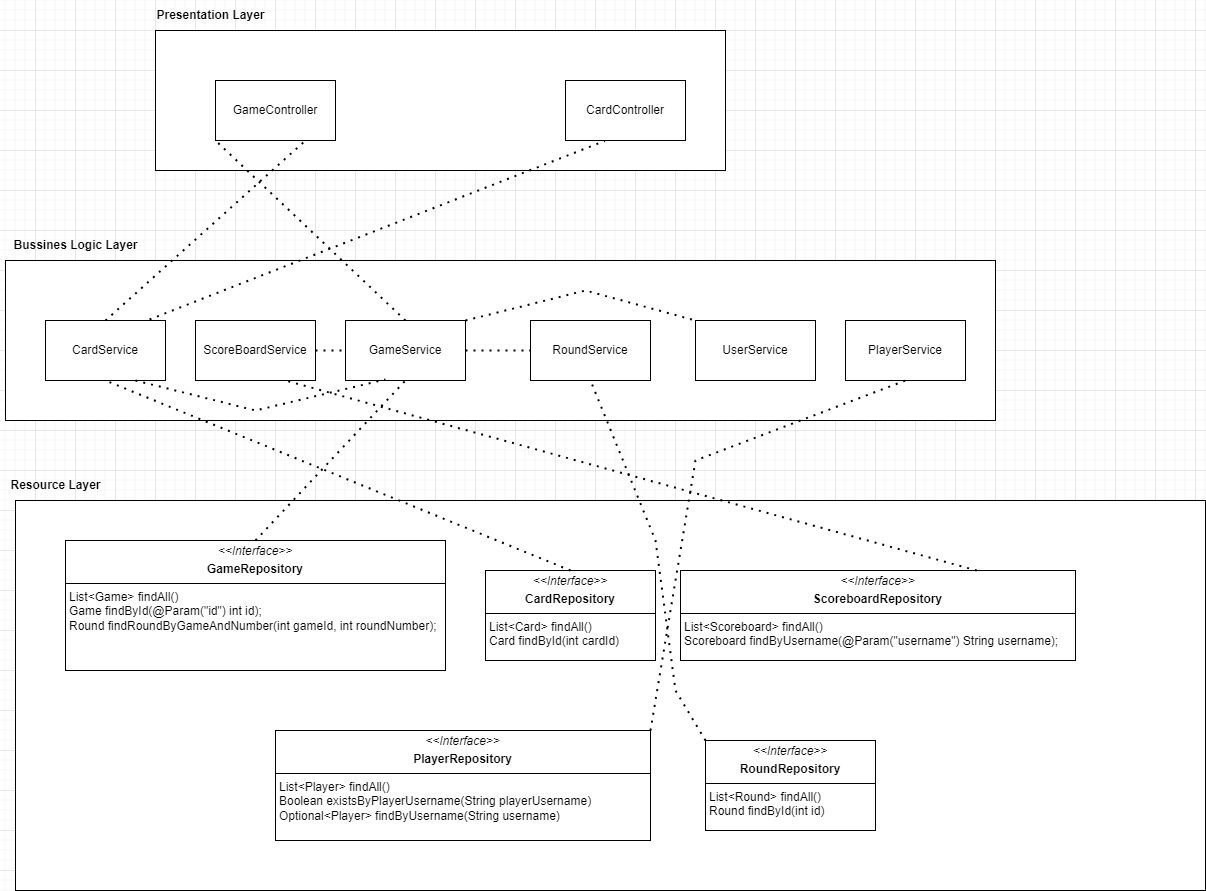 Presentation Layer
GameController
CardController
Bussines Logic Layer
CardService
ScoreBoardService
GameService
RoundService
UserService
PlayerService
Resource Layer
<<Interface>>
GameRepository
List<Game> findAll()
Game findById(@Param("id") int id);
Round findRoundByGameAndNumber(int gameId, int roundNumber);
<<Interface>>
CardRepository
List<Card> findAll()
Card findById(int cardId)
<<Interface>>
ScoreboardRepository
List<Scoreboard> findAll()
Scoreboard findByUsername(@Param("username") String username);
<<Interface>>
PlayerRepository
List<Player> findAll()
Boolean existsByPlayerUsername(String playerUsername)
Optional<Player> findByUsername(String username)
<<Interface>>
RoundRepository
List<Round> findAll()
Round findById(int id)